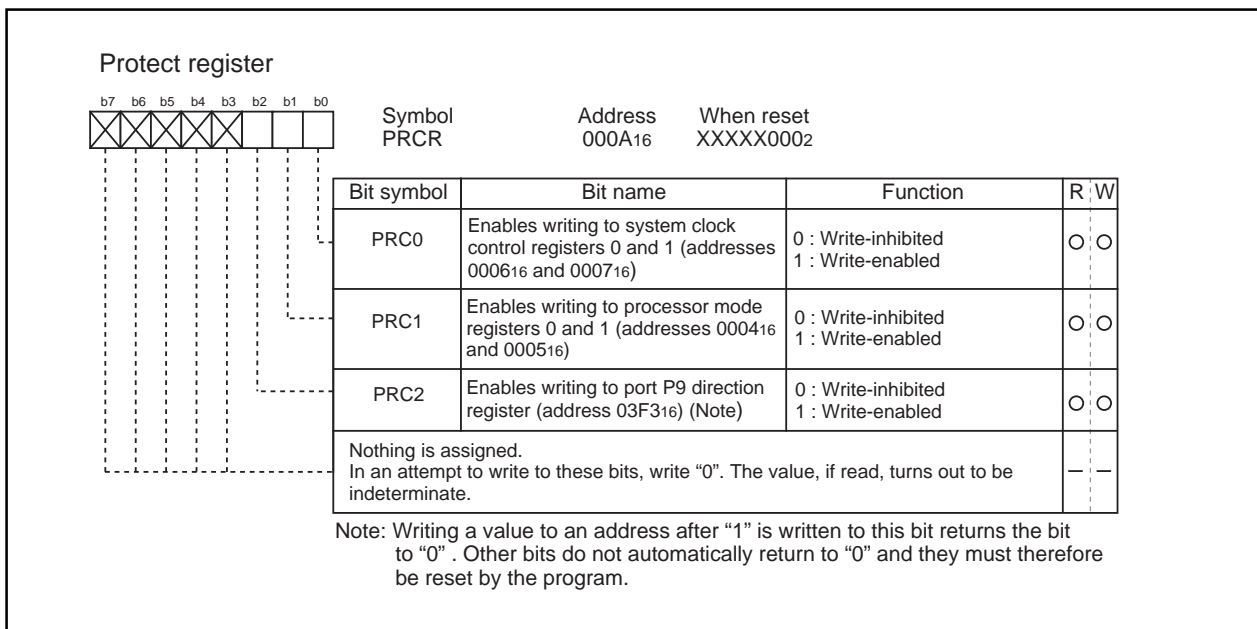 Protect register
b7 b6 b5 b4 b3 b2 b1 b0
Symbol Address When reset
PRCR 000A16 XXXXX0002
Bit symbol Bit name Function R W
PRC0 Enables writing to system clock control registers 0 and 1 (addresses 000616 and 000716) 0 : Write-inhibited 1 : Write-enabled O O
PRC1 Enables writing to processor mode registers 0 and 1 (addresses 000416 and 000516) 0 : Write-inhibited 1 : Write-enabled O O
PRC2 Enables writing to port P9 direction register (address 03F316) (Note) 0 : Write-inhibited 1 : Write-enabled O O
Nothing is assigned.
In an attempt to write to these bits, write “0”. The value, if read, turns out to be
indeterminate. – –
Note: Writing a value to an address after “1” is written to this bit returns the bit
to “0” . Other bits do not automatically return to “0” and they must therefore
be reset by the program.